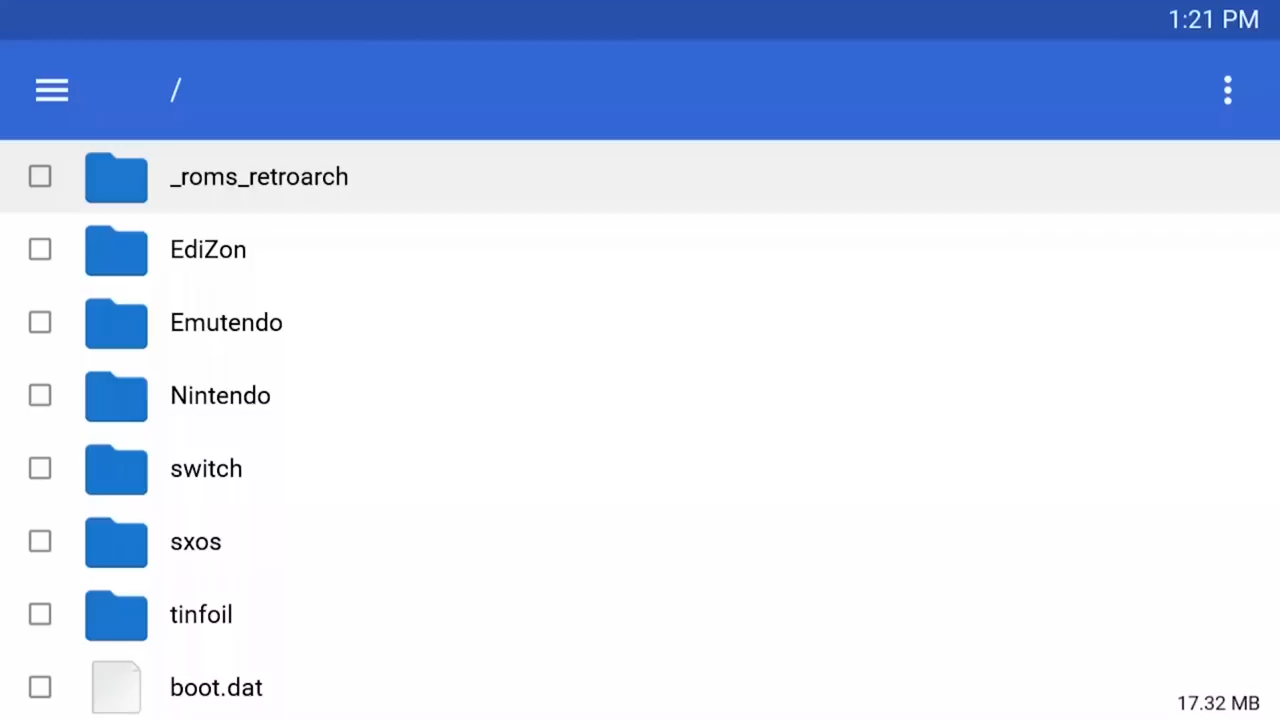 1:21 PM
/
_roms_retroarch
EdiZon
Emutendo
Nintendo
switch
sxos
tinfoil
boot.dat
17.32 MB